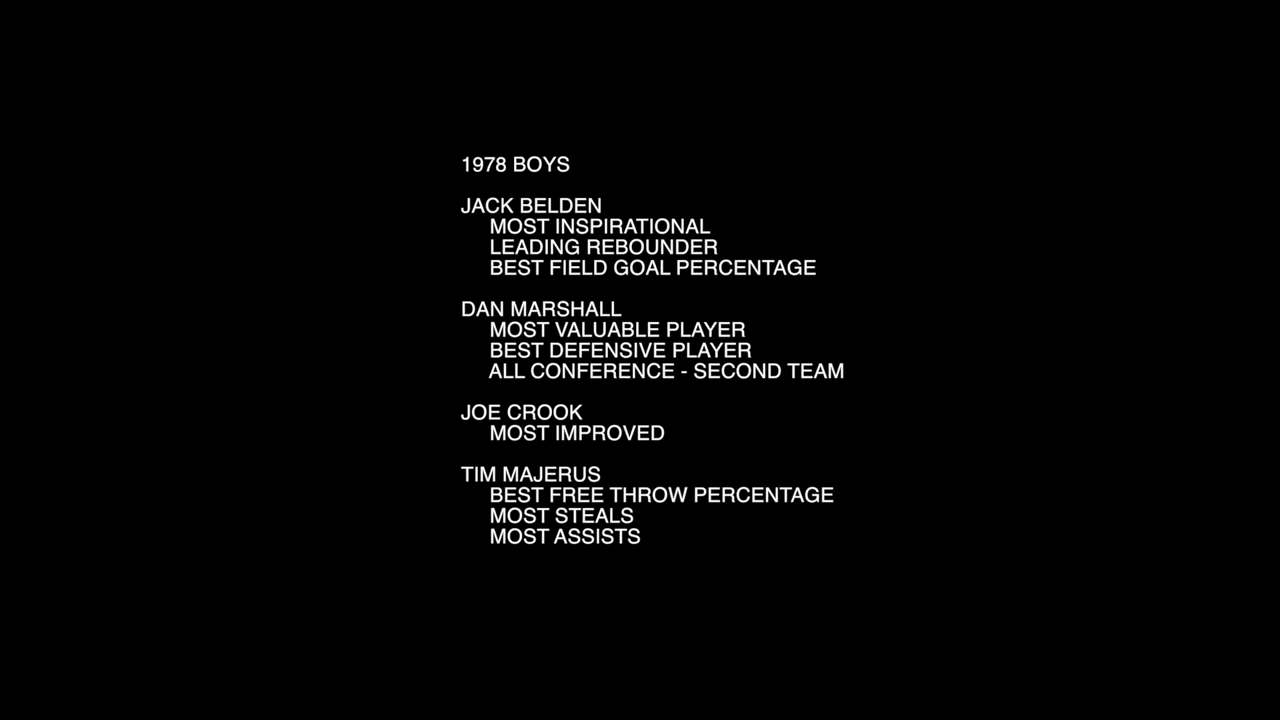 1978 BOYS
JACK BELDEN
MOST INSPIRATIONAL
LEADING REBOUNDER
BEST FIELD GOAL PERCENTAGE
DAN MARSHALL
MOST VALUABLE PLAYER
BEST DEFENSIVE PLAYER
ALL CONFERENCE - SECOND TEAM
JOE CROOK
MOST IMPROVED
TIM MAJERUS
BEST FREE THROW PERCENTAGE
MOST STEALS
MOST ASSISTS